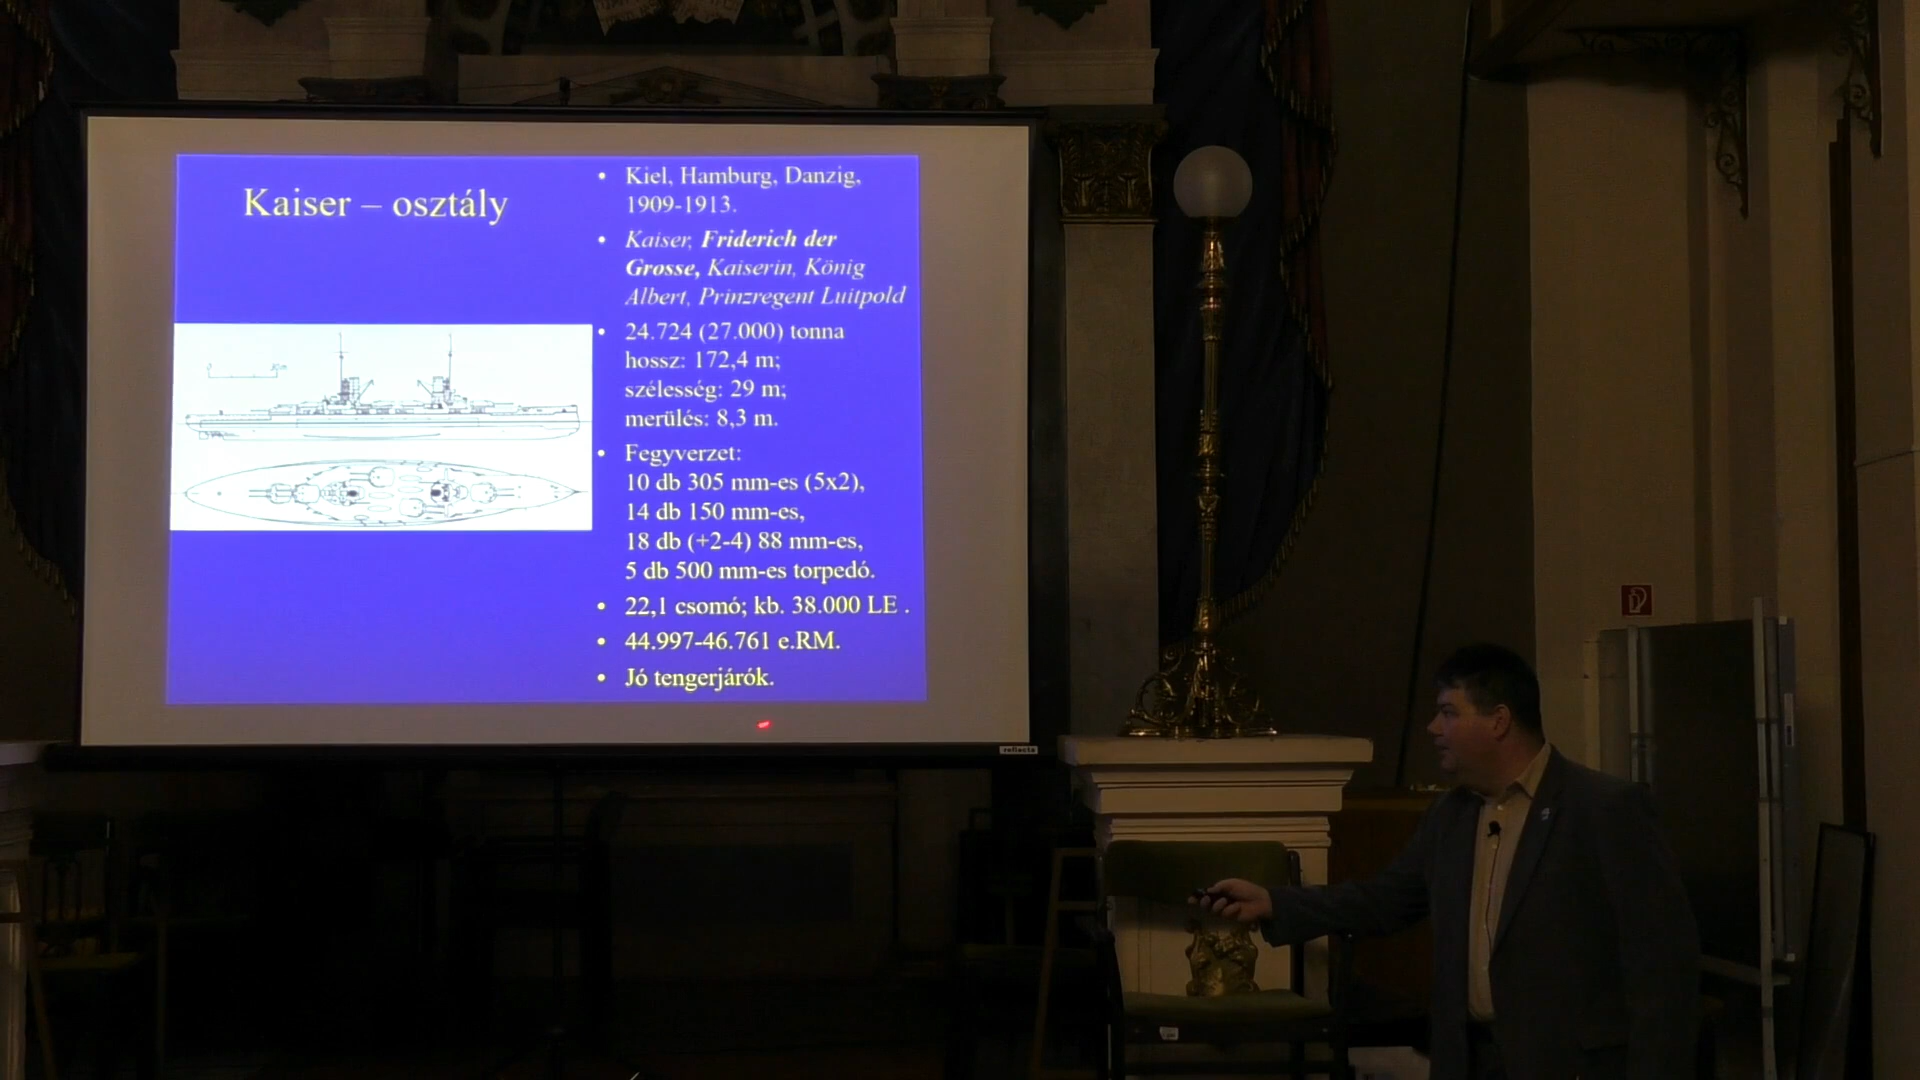 Kaiser – osztály
Kiel, Hamburg, Danzig,
1909-1913.
Kaiser, Friderich der
Grosse, Kaiserin, König
Albert, Prinzregent Luitpold
24.724 (27.000) tonna
hossz: 172,4 m;
szélesség: 29 m;
merülés: 8,3 m.
Fegyverzet:
10 db 305 mm-es (5x2),
14 db 150 mm-es,
18 db (+2-4) 88 mm-es,
5 db 500 mm-es torpedó.
22,1 csomó; kb. 38.000 LE .
44.997-46.761 e.RM.
Jó tengerjárók.
reflecta